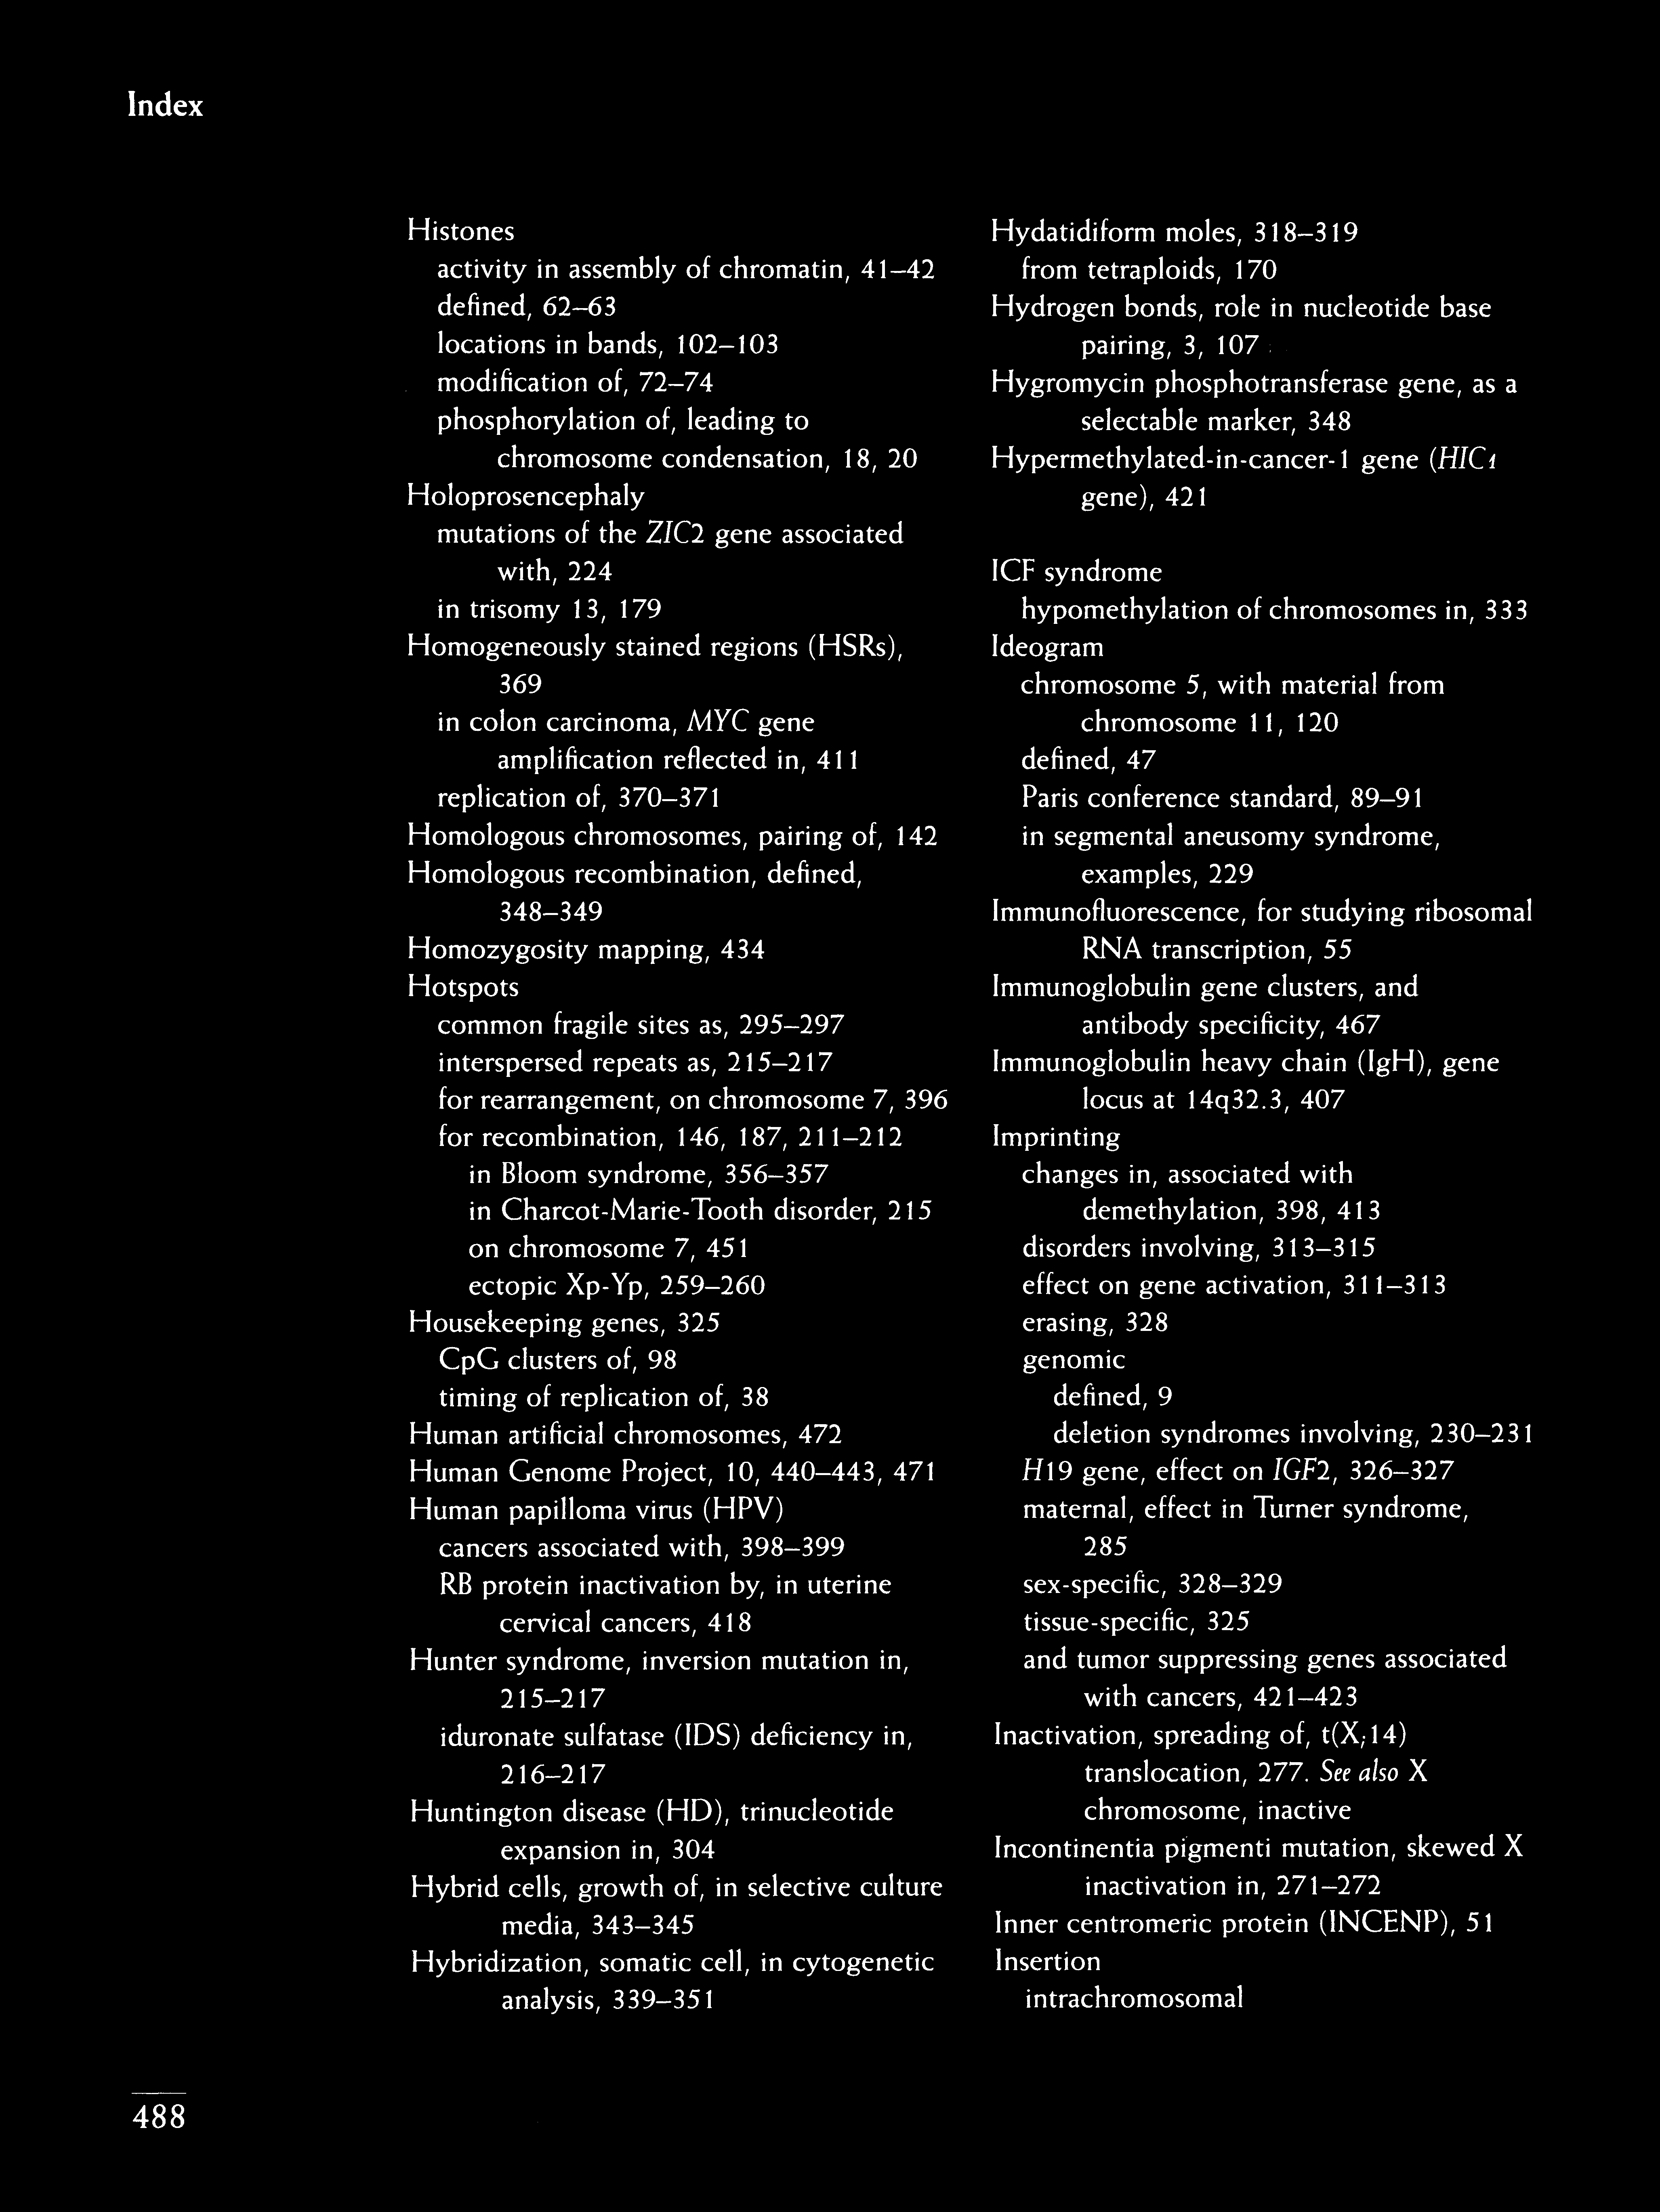 Index
Histones
activity in assembly of chromatin, 41–42
defined, 62–63
locations in bands, 102–103
modification of, 72–74
phosphorylation of, leading to
chromosome condensation, 18, 20
Holoprosencephaly
mutations of the ZIC2 gene associated
with, 224
in trisomy 13, 179
Homogeneously stained regions (HSRs),
369
in colon carcinoma, MYC gene
amplification reflected in, 411
replication of, 370–371
Homologous chromosomes, pairing of, 142
Homologous recombination, defined,
348–349
Homozygosity mapping, 434
Hotspots
common fragile sites as, 295–297
interspersed repeats as, 215–217
for rearrangement, on chromosome 7, 396
for recombination, 146, 187, 211–212
in Bloom syndrome, 356–357
in Charcot-Marie-Tooth disorder, 215
on chromosome 7, 451
ectopic Xp-Yp, 259–260
Housekeeping genes, 325
CpG clusters of, 98
timing of replication of, 38
Human artificial chromosomes, 472
Human Genome Project, 10, 440–443, 471
Human papilloma virus (HPV)
cancers associated with, 398–399
RB protein inactivation by, in uterine
cervical cancers, 418
Hunter syndrome, inversion mutation in,
215–217
iduronate sulfatase (IDS) deficiency in,
216–217
Huntington disease (HD), trinucleotide
expansion in, 304
Hybrid cells, growth of, in selective culture
media, 343–345
Hybridization, somatic cell, in cytogenetic
analysis, 339–351
Hydatidiform moles, 318–319
from tetraploids, 170
Hydrogen bonds, role in nucleotide base
pairing, 3, 107
Hygromycin phosphotransferase gene, as a
selectable marker, 348
Hypermethylated-in-cancer-1 gene (HIC1
gene), 421
ICF syndrome
hypomethylation of chromosomes in, 333
Ideogram
chromosome 5, with material from
chromosome 11, 120
defined, 47
Paris conference standard, 89–91
in segmental aneusomy syndrome,
examples, 229
Immunofluorescence, for studying ribosomal
RNA transcription, 55
Immunoglobulin gene clusters, and
antibody specificity, 467
Immunoglobulin heavy chain (IgH), gene
locus at 14q32.3, 407
Imprinting
changes in, associated with
demethylation, 398, 413
disorders involving, 313–315
effect on gene activation, 311–313
erasing, 328
genomic
defined, 9
deletion syndromes involving, 230–231
H19 gene, effect on IGF2, 326–327
maternal, effect in Turner syndrome,
285
sex-specific, 328–329
tissue-specific, 325
and tumor suppressing genes associated
with cancers, 421–423
Inactivation, spreading of, t(X;14)
translocation, 277. See also X
chromosome, inactive
Incontinentia pigmenti mutation, skewed X
inactivation in, 271–272
Inner centromeric protein (INCENP), 51
Insertion
intrachromosomal
488